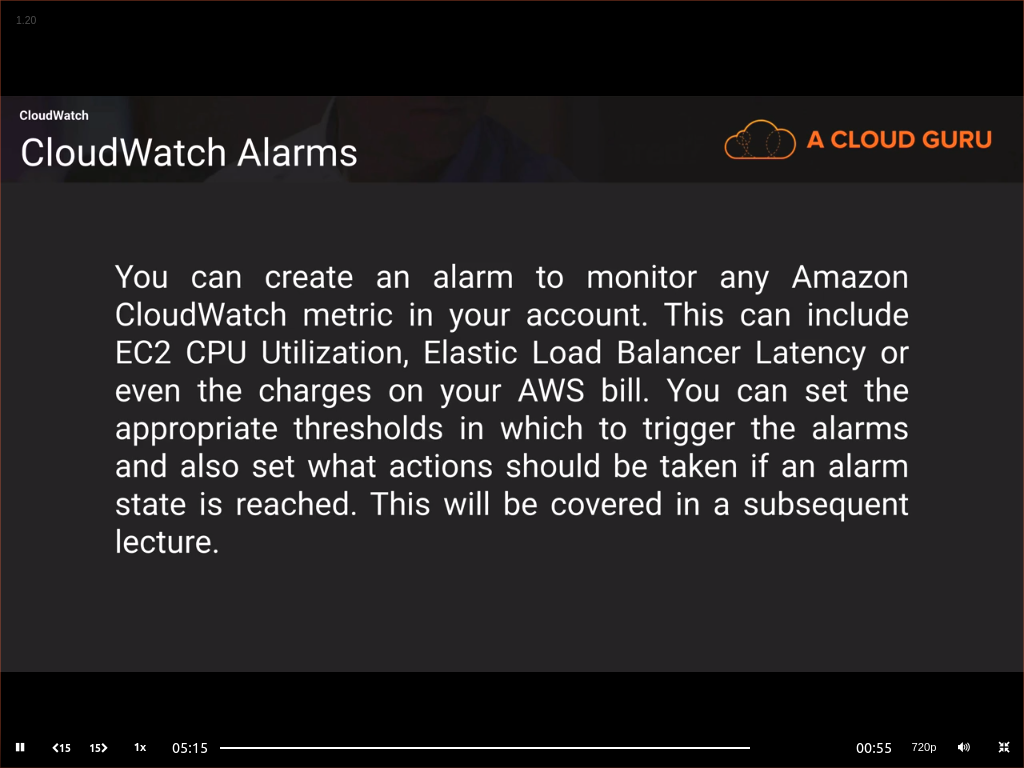 1.20
CloudWatch
CloudWatch Alarms
A CLOUD GURU
You can create an alarm to monitor any Amazon
CloudWatch metric in your account. This can include
EC2 CPU Utilization, Elastic Load Balancer Latency or
even the charges on your AWS bill. You can set the
appropriate thresholds in which to trigger the alarms
and also set what actions should be taken if an alarm
state is reached. This will be covered in a subsequent
lecture.
15 15 1x 05:15 00:55 720p